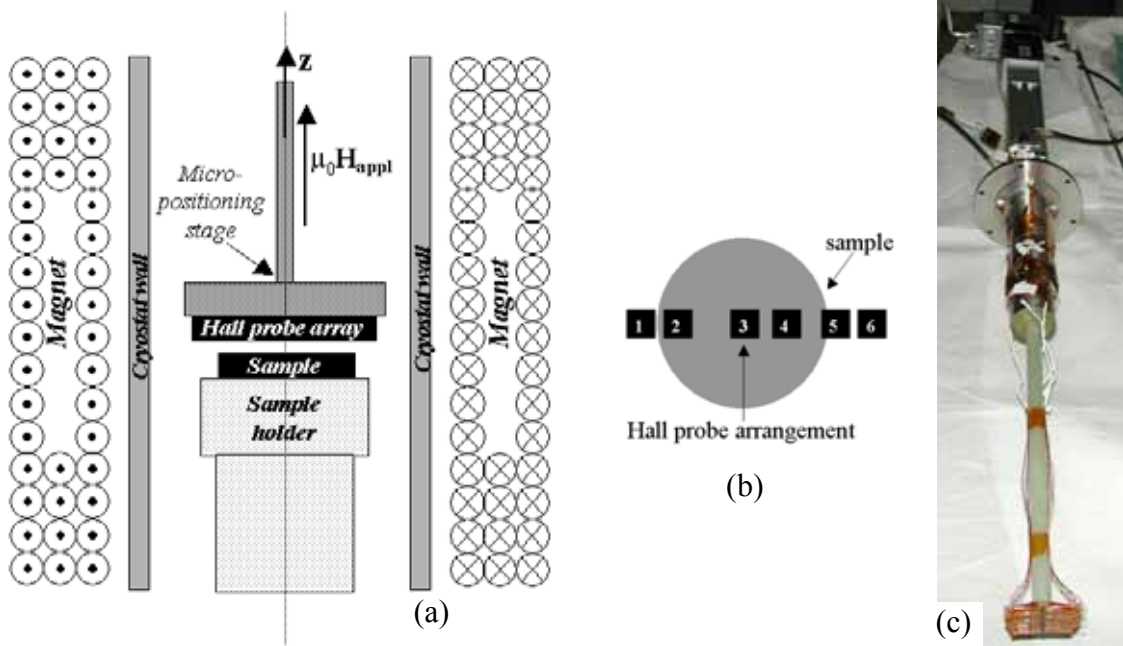 z
μ₀Hₐₚₚₗ
Micro-
positioning
stage
Magnet
Cryostat wall
Hall probe array
Sample
Sample
holder
Cryostat wall
Magnet
(a)
sample
1 2 3 4 5 6
Hall probe arrangement
(b)
(c)